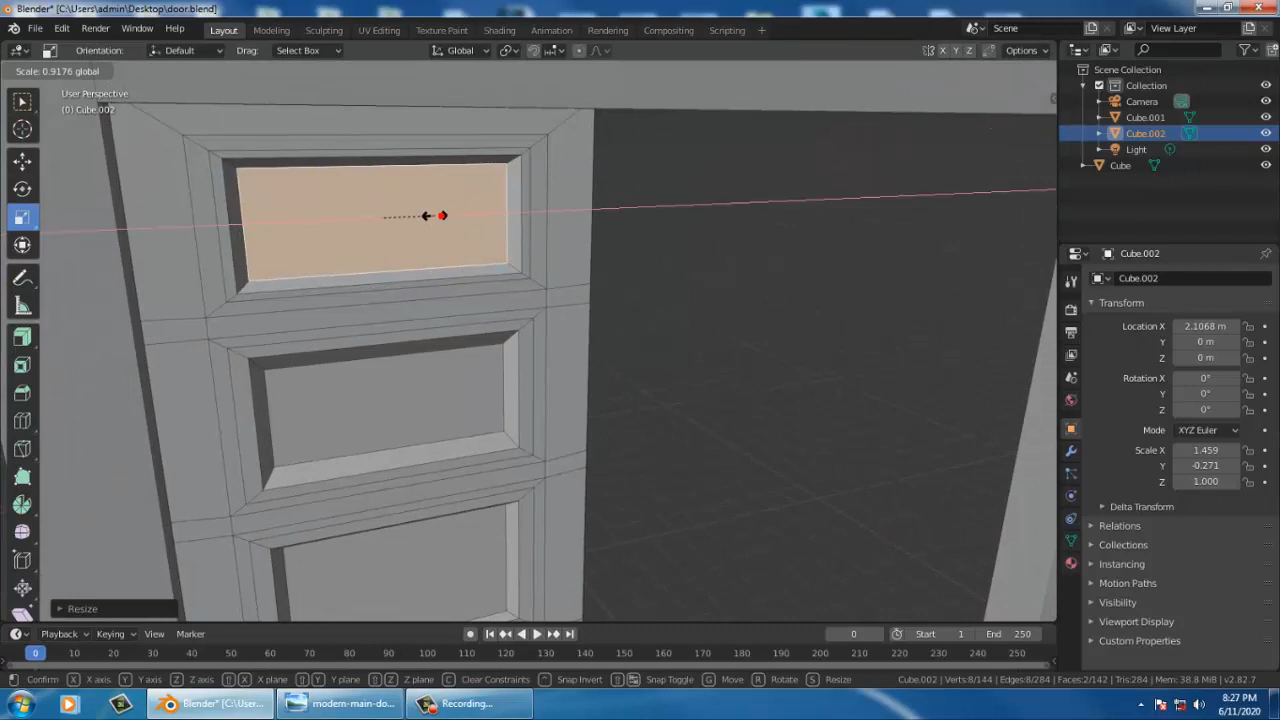 Blender* [C:\Users\admin\Desktop\door.blend]
File Edit Render Window Help Layout Modeling Sculpting UV Editing Texture Paint Shading Animation Rendering Compositing Scripting + Scene View Layer
Orientation: Default Drag: Select Box Global X Y Z Options
Scale: 0.9176 global
User Perspective
(0) Cube.002
Scene Collection
Collection
Camera
Cube.001
Cube.002
Light
Cube
Cube.002
Cube.002
Transform
Location X 2.1068 m
Y 0 m
Z 0 m
Rotation X 0°
Y 0°
Z 0°
Mode XYZ Euler
Scale X 1.459
Y -0.271
Z 1.000
Delta Transform
Relations
Collections
Instancing
Motion Paths
Visibility
Viewport Display
Custom Properties
Resize
Playback Keying View Marker 0 Start 1 End 250
0 10 20 30 40 50 60 70 80 90 100 110 120 130 140 150 160 170 180 190 200 210 220 230 240 250
Confirm X X axis Y Y axis Z Z axis X X plane Y Y plane Z Z plane C Clear Constraints Snap Invert Snap Toggle G Move R Rotate S Resize Cube.002 | Verts:8/144 | Edges:8/284 | Faces:2/142 | Tris:284 | Mem: 38.8 MiB | v2.82.7
Blender* [C:\User... modern-main-do... Recording... 8:27 PM
6/11/2020